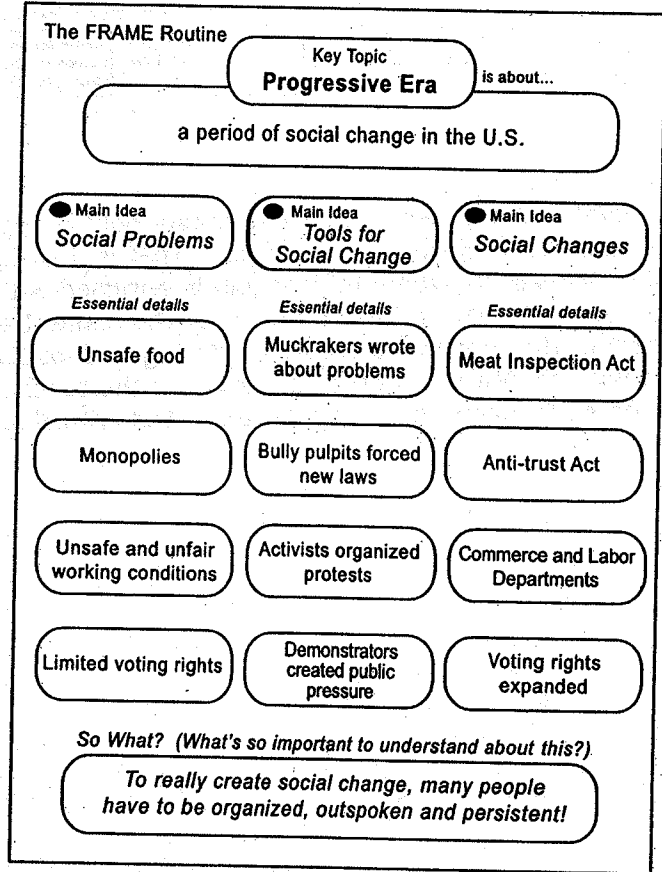 The FRAME Routine
Key Topic
Progressive Era
is about...
a period of social change in the U.S.
Main Idea
Social Problems
Main Idea
Tools for
Social Change
Main Idea
Social Changes
Essential details
Essential details
Essential details
Unsafe food
Muckrakers wrote
about problems
Meat Inspection Act
Monopolies
Bully pulpits forced
new laws
Anti-trust Act
Unsafe and unfair
working conditions
Activists organized
protests
Commerce and Labor
Departments
Limited voting rights
Demonstrators
created public
pressure
Voting rights
expanded
So What? (What's so important to understand about this?)
To really create social change, many people
have to be organized, outspoken and persistent!